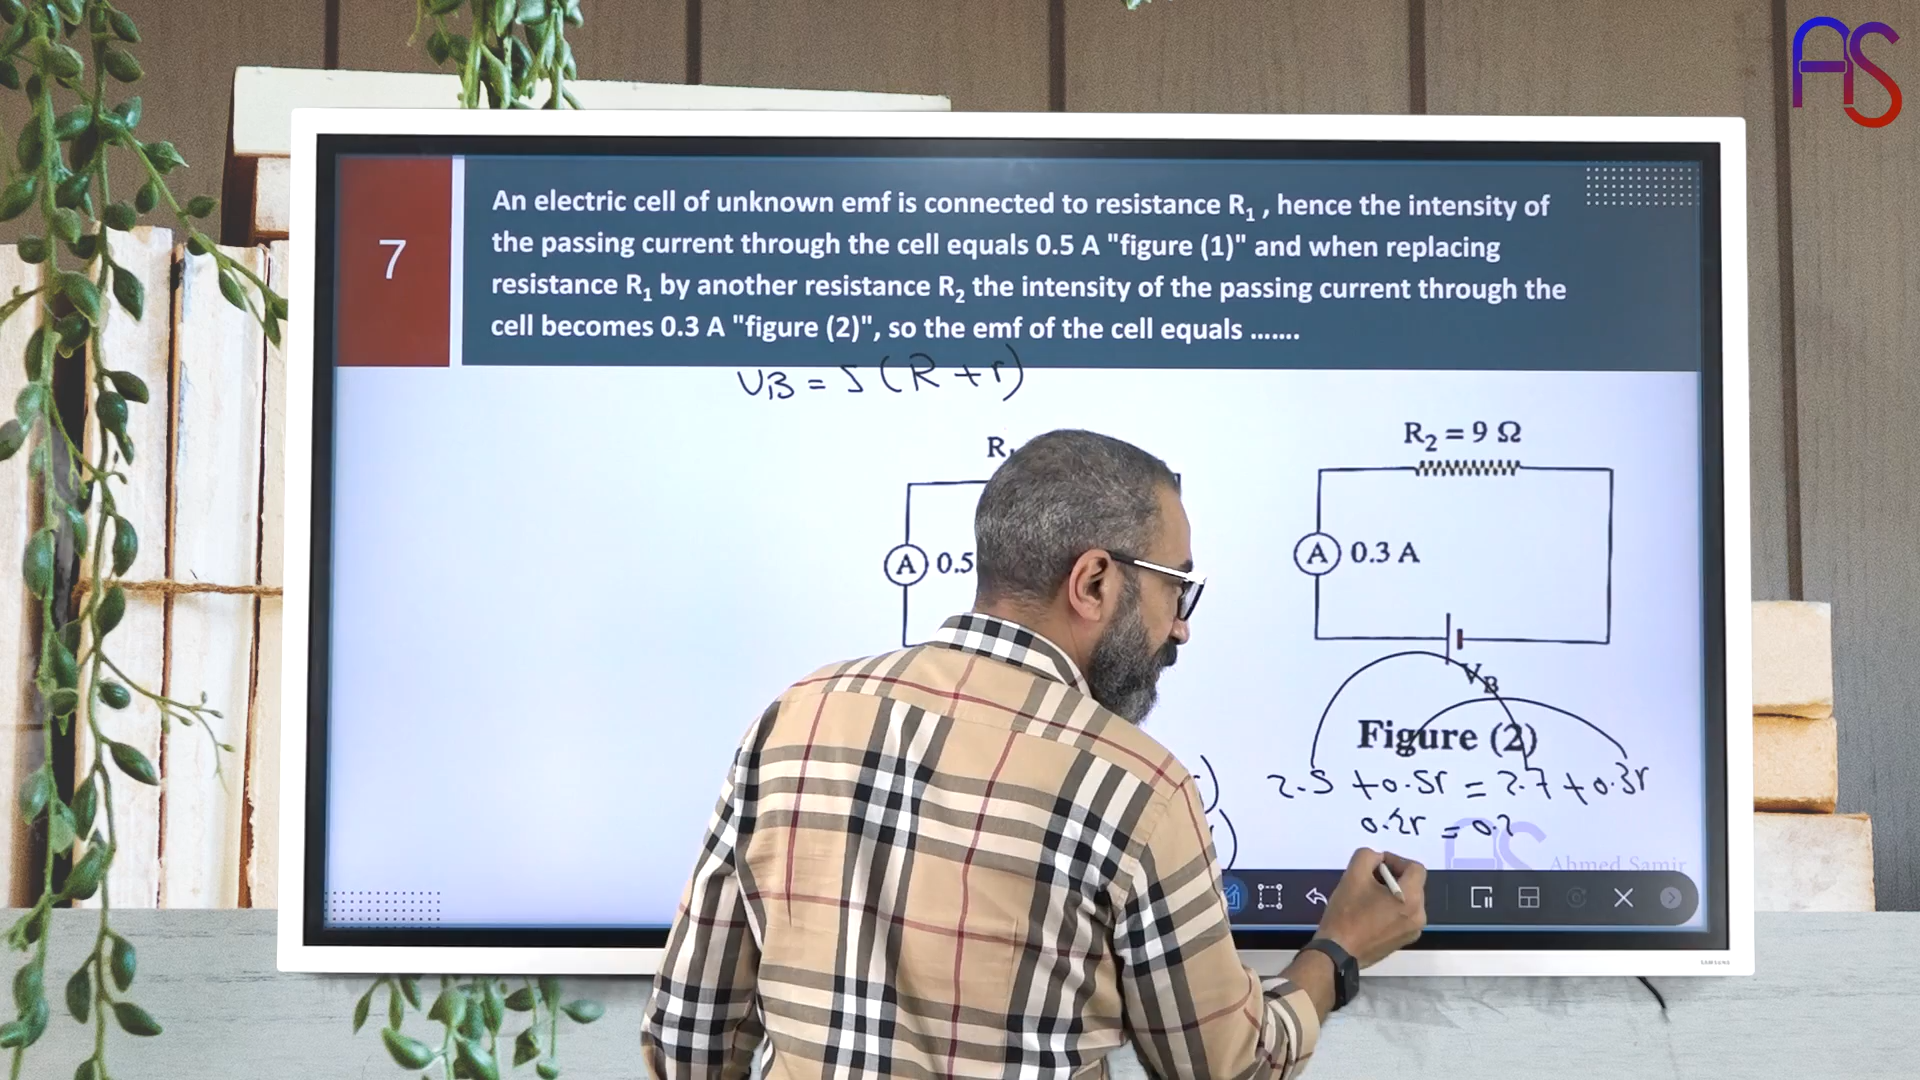 AS
7
An electric cell of unknown emf is connected to resistance R₁ , hence the intensity of
the passing current through the cell equals 0.5 A "figure (1)" and when replacing
resistance R₁ by another resistance R₂ the intensity of the passing current through the
cell becomes 0.3 A "figure (2)", so the emf of the cell equals .......
VB = I (R + r)
R₁
A 0.5
R₂ = 9 Ω
A 0.3 A
VB
Figure (2)
2.5 + 0.5r = 2.7 + 0.3r
0.2r = 0.2
AS Ahmed Samir
SAMSUNG